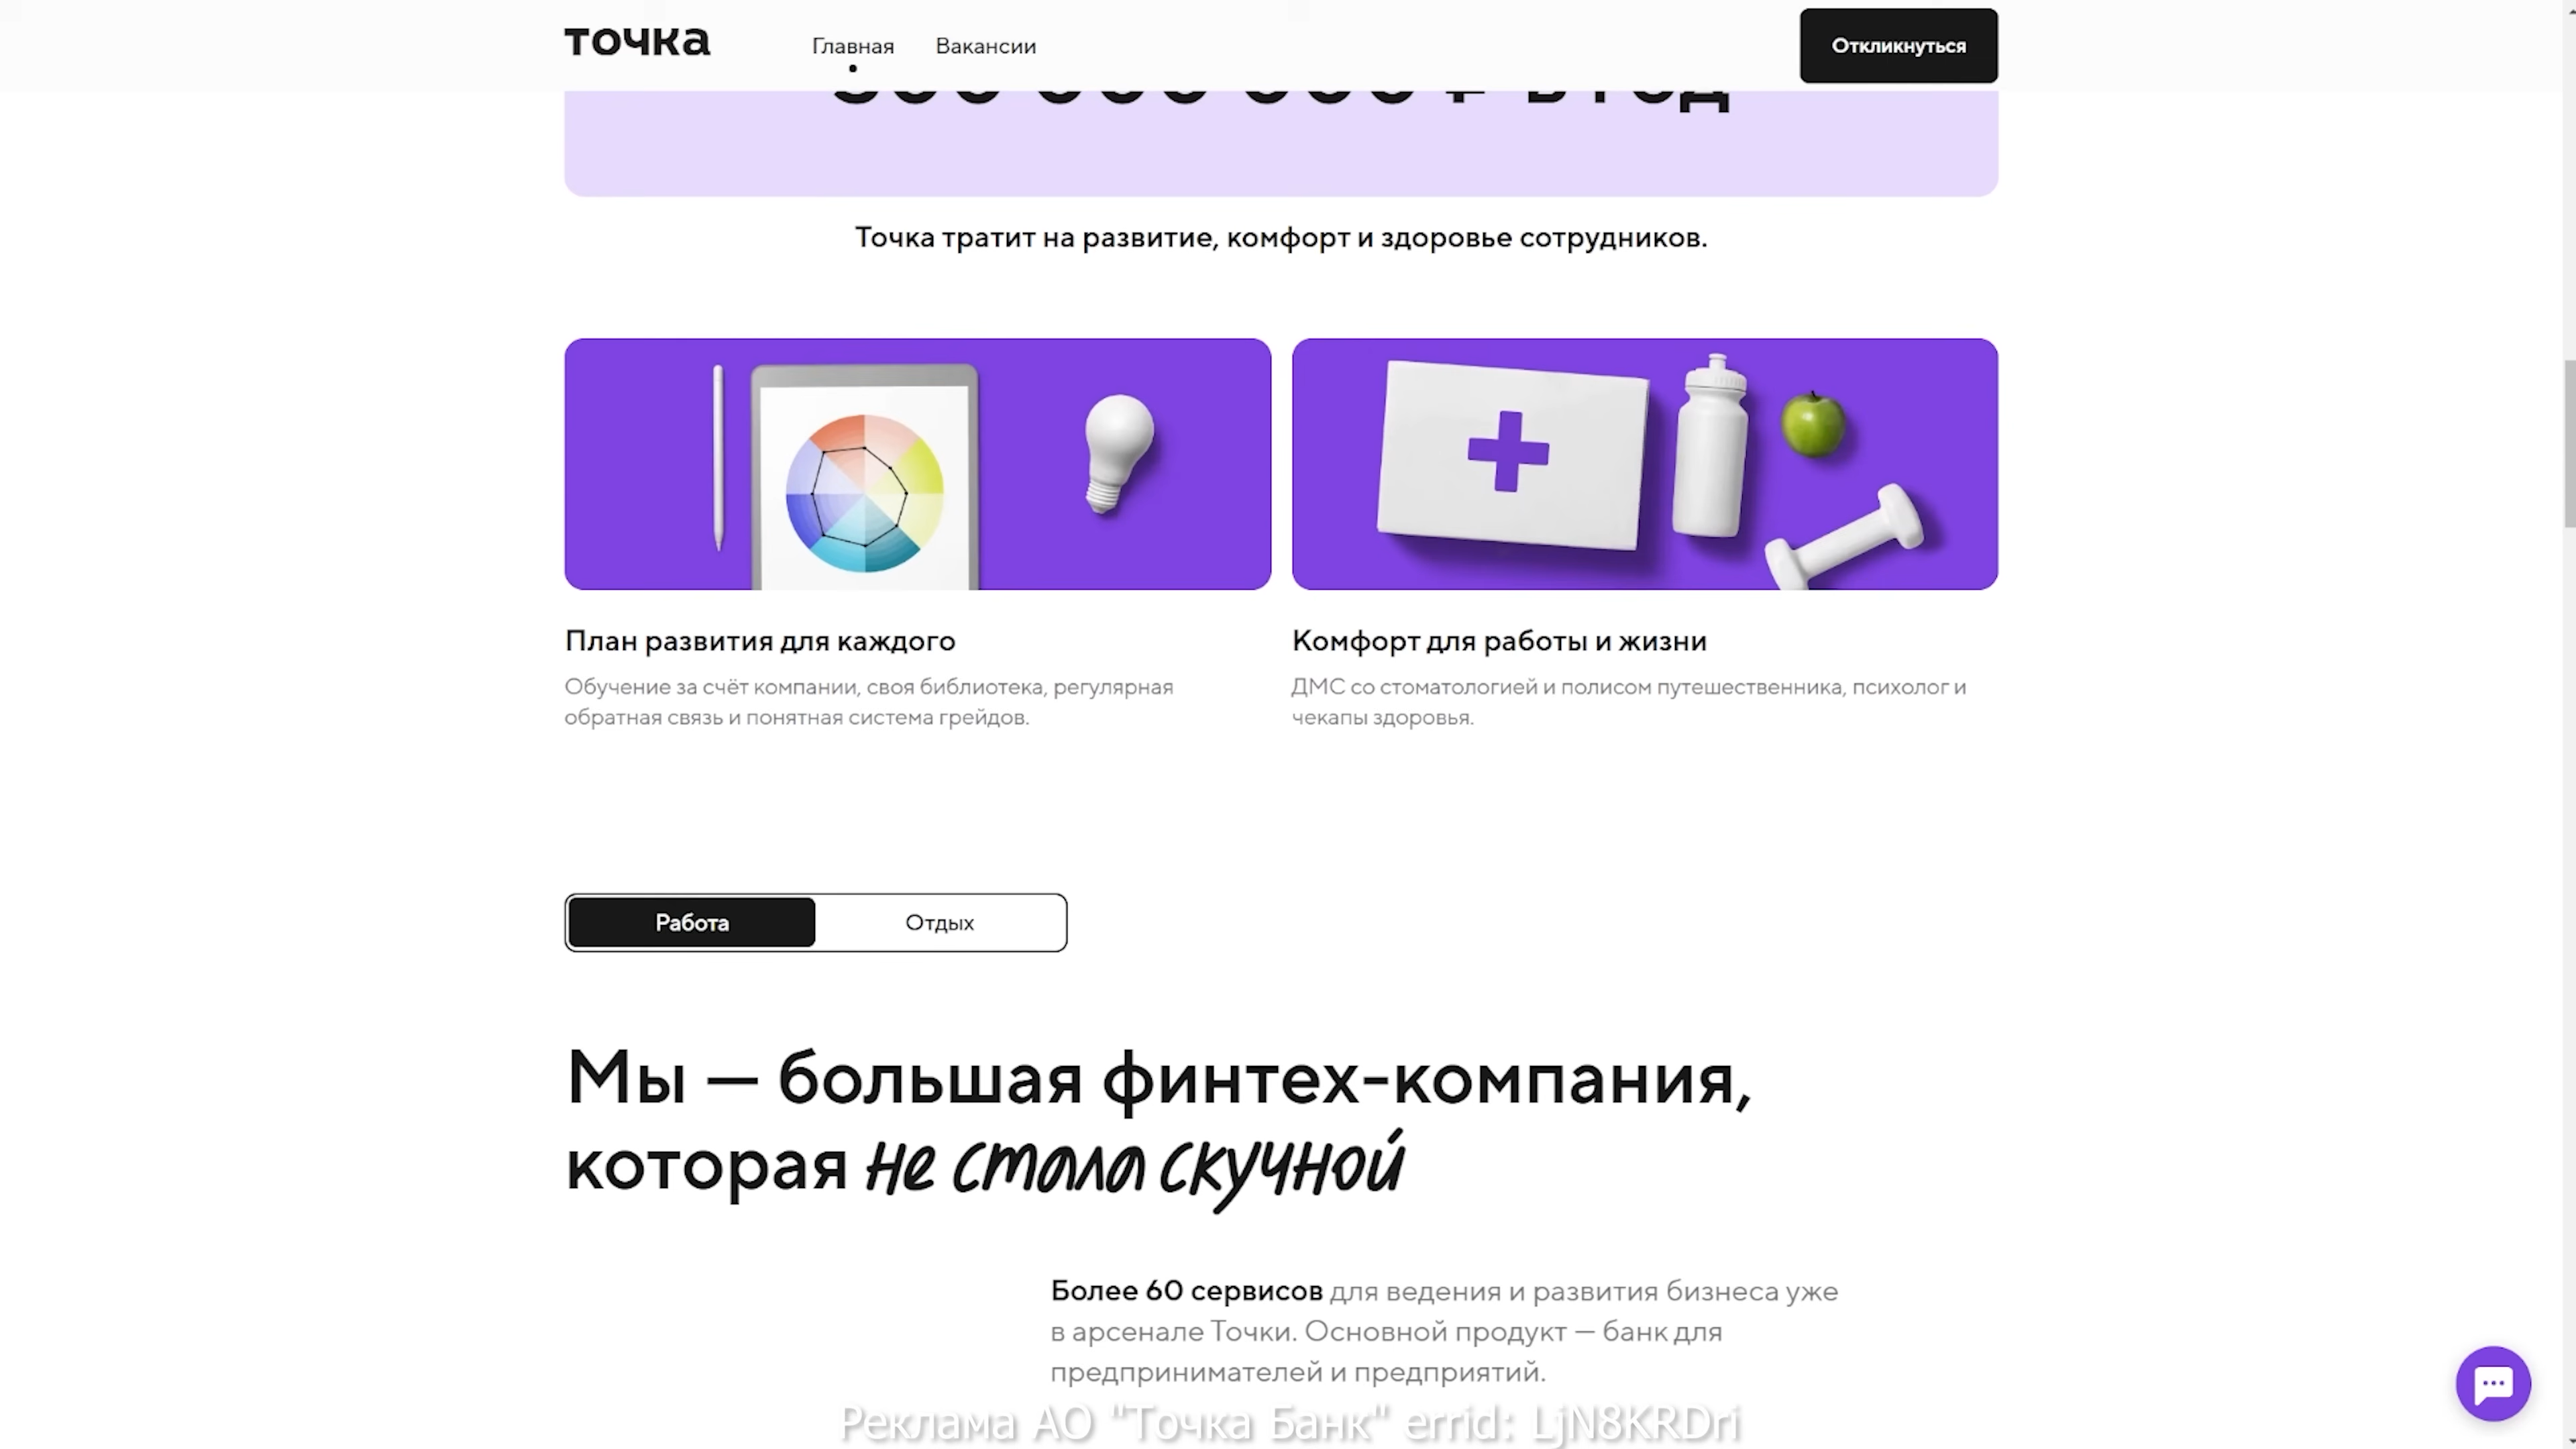 точка
Главная
Вакансии
Откликнуться
Точка тратит на развитие, комфорт и здоровье сотрудников.
План развития для каждого
Обучение за счёт компании, своя библиотека, регулярная
обратная связь и понятная система грейдов.
Комфорт для работы и жизни
ДМС со стоматологией и полисом путешественника, психолог и
чекапы здоровья.
Работа
Отдых
Мы — большая финтех-компания,
которая не стала скучной
Более 60 сервисов для ведения и развития бизнеса уже
в арсенале Точки. Основной продукт — банк для
предпринимателей и предприятий.
Реклама АО "Точка Банк" errid: LjN8KRDri